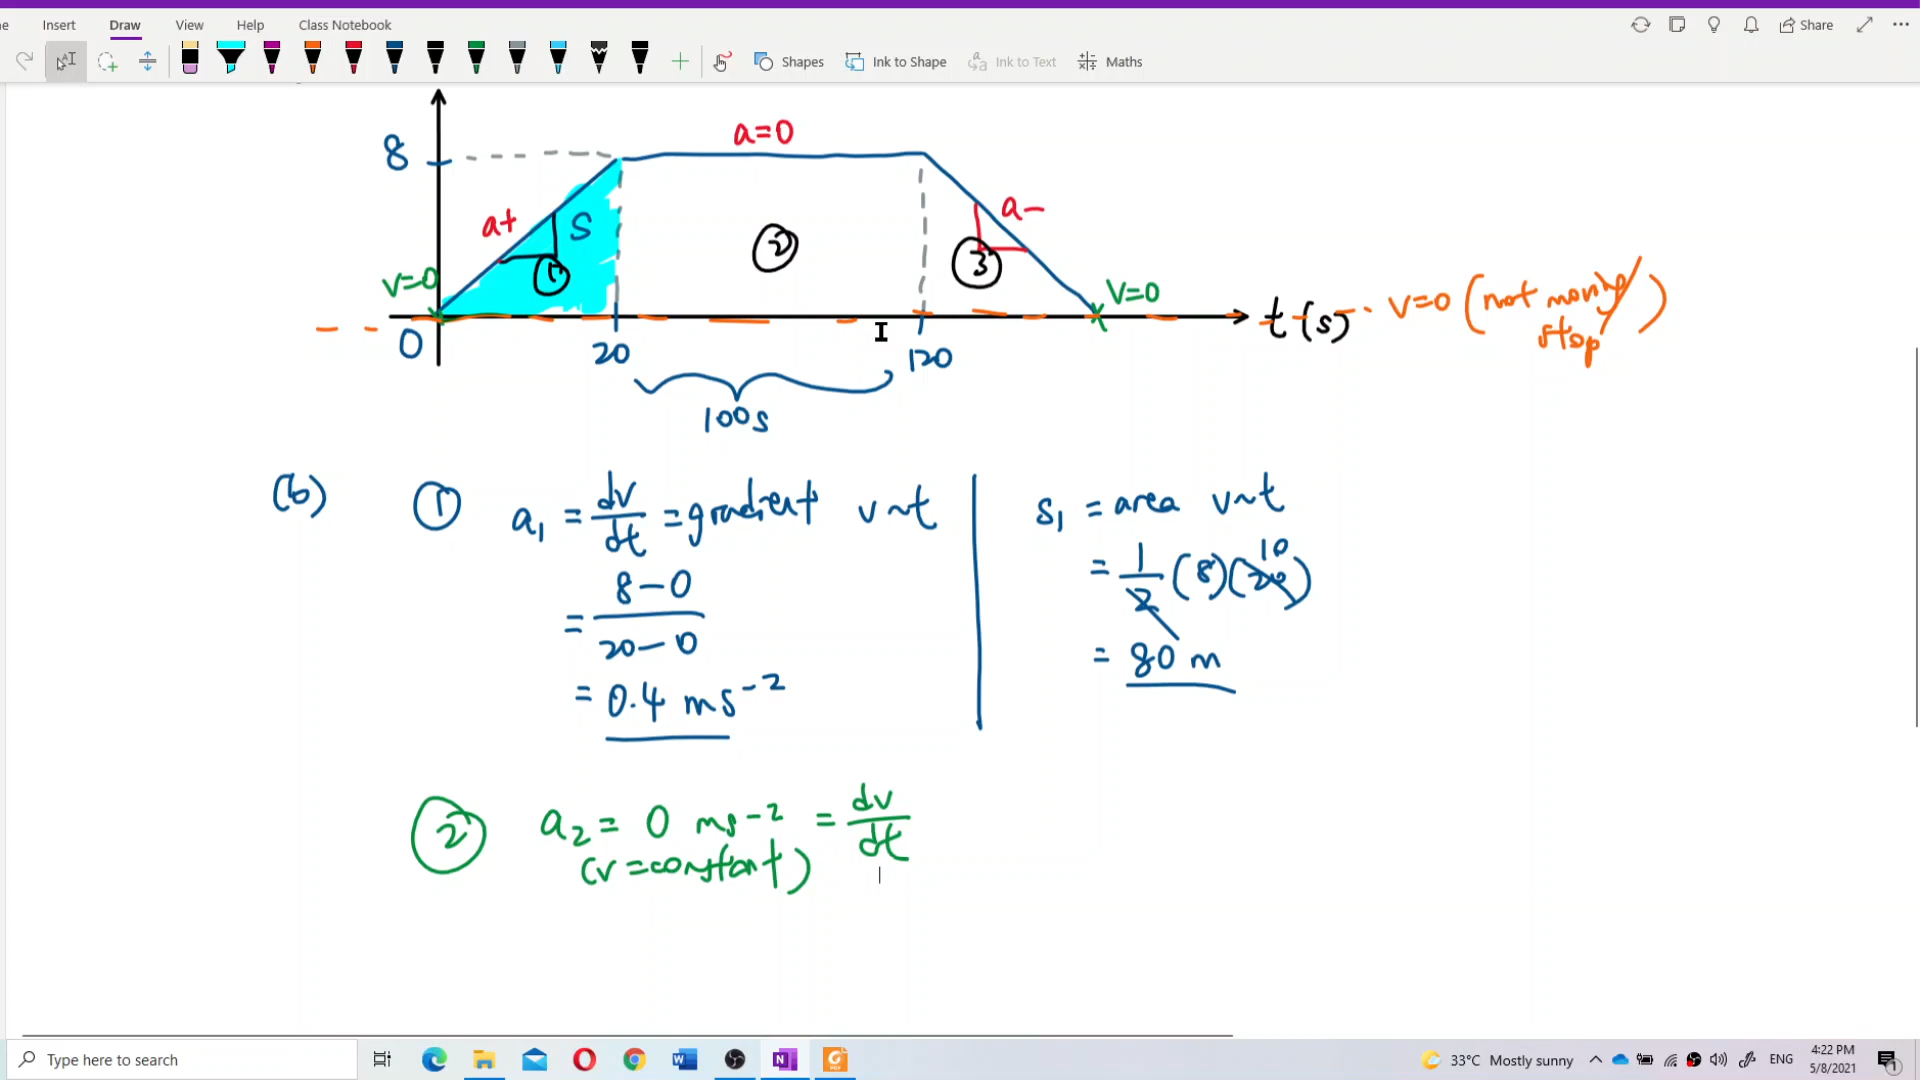 Insert Draw View Help Class Notebook Share
Shapes Ink to Shape Ink to Text Maths
a=0
8
a+ S a-
② ①  ③
v=0 v=0 v=0 (not moving/
stop)
t(s)
0 20 120
100s
(b) ① a₁ = dv/dt = gradient v~t
= 8-0/20-0
= 0.4 ms⁻²
s₁ = area v~t
= 1/2 (8)(20) 10
= 80 m
② a₂ = 0 ms⁻² = dv/dt
(v = constant)
Type here to search
33°C Mostly sunny ENG 4:22 PM
5/8/2021